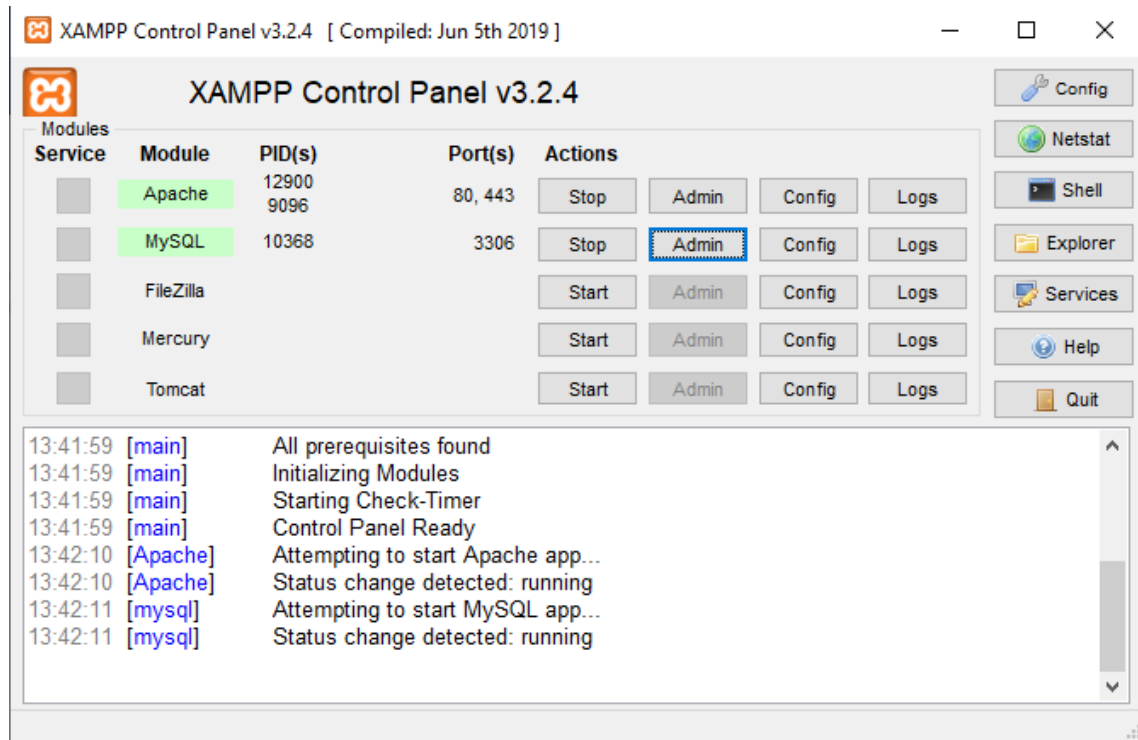 XAMPP Control Panel v3.2.4 [ Compiled: Jun 5th 2019 ]
XAMPP Control Panel v3.2.4
Config
Modules
Service Module PID(s) Port(s) Actions
Netstat
Apache 12900 9096 80, 443 Stop Admin Config Logs
Shell
MySQL 10368 3306 Stop Admin Config Logs
Explorer
FileZilla Start Admin Config Logs
Services
Mercury Start Admin Config Logs
Help
Tomcat Start Admin Config Logs
Quit
13:41:59 [main] All prerequisites found
13:41:59 [main] Initializing Modules
13:41:59 [main] Starting Check-Timer
13:41:59 [main] Control Panel Ready
13:42:10 [Apache] Attempting to start Apache app...
13:42:10 [Apache] Status change detected: running
13:42:11 [mysql] Attempting to start MySQL app...
13:42:11 [mysql] Status change detected: running